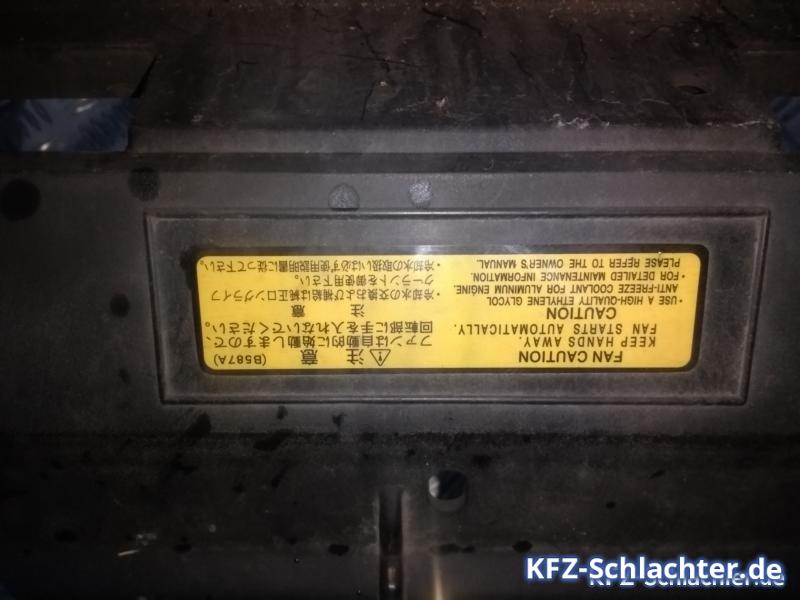 FAN CAUTION
KEEP HANDS AWAY.
FAN STARTS AUTOMATICALLY.
CAUTION
・USE A HIGH-QUALITY ETHYLENE GLYCOL
ANTI-FREEZE COOLANT FOR ALUMINUM ENGINE.
・FOR DETAILED MAINTENANCE INFORMATION.
PLEASE REFER TO THE OWNER'S MANUAL.
⚠ 注 意 (B587A)
ファンは自動的に始動しますので、
回転部に手を入れないでください。
注 意
・冷却水の交換および補給は純正ロングライフ
クーラントを御使用下さい。
・冷却水の取扱いは必ず使用説明書に従って下さい。
KFZ-Schlachter.de
KFZ-Schlachter.de